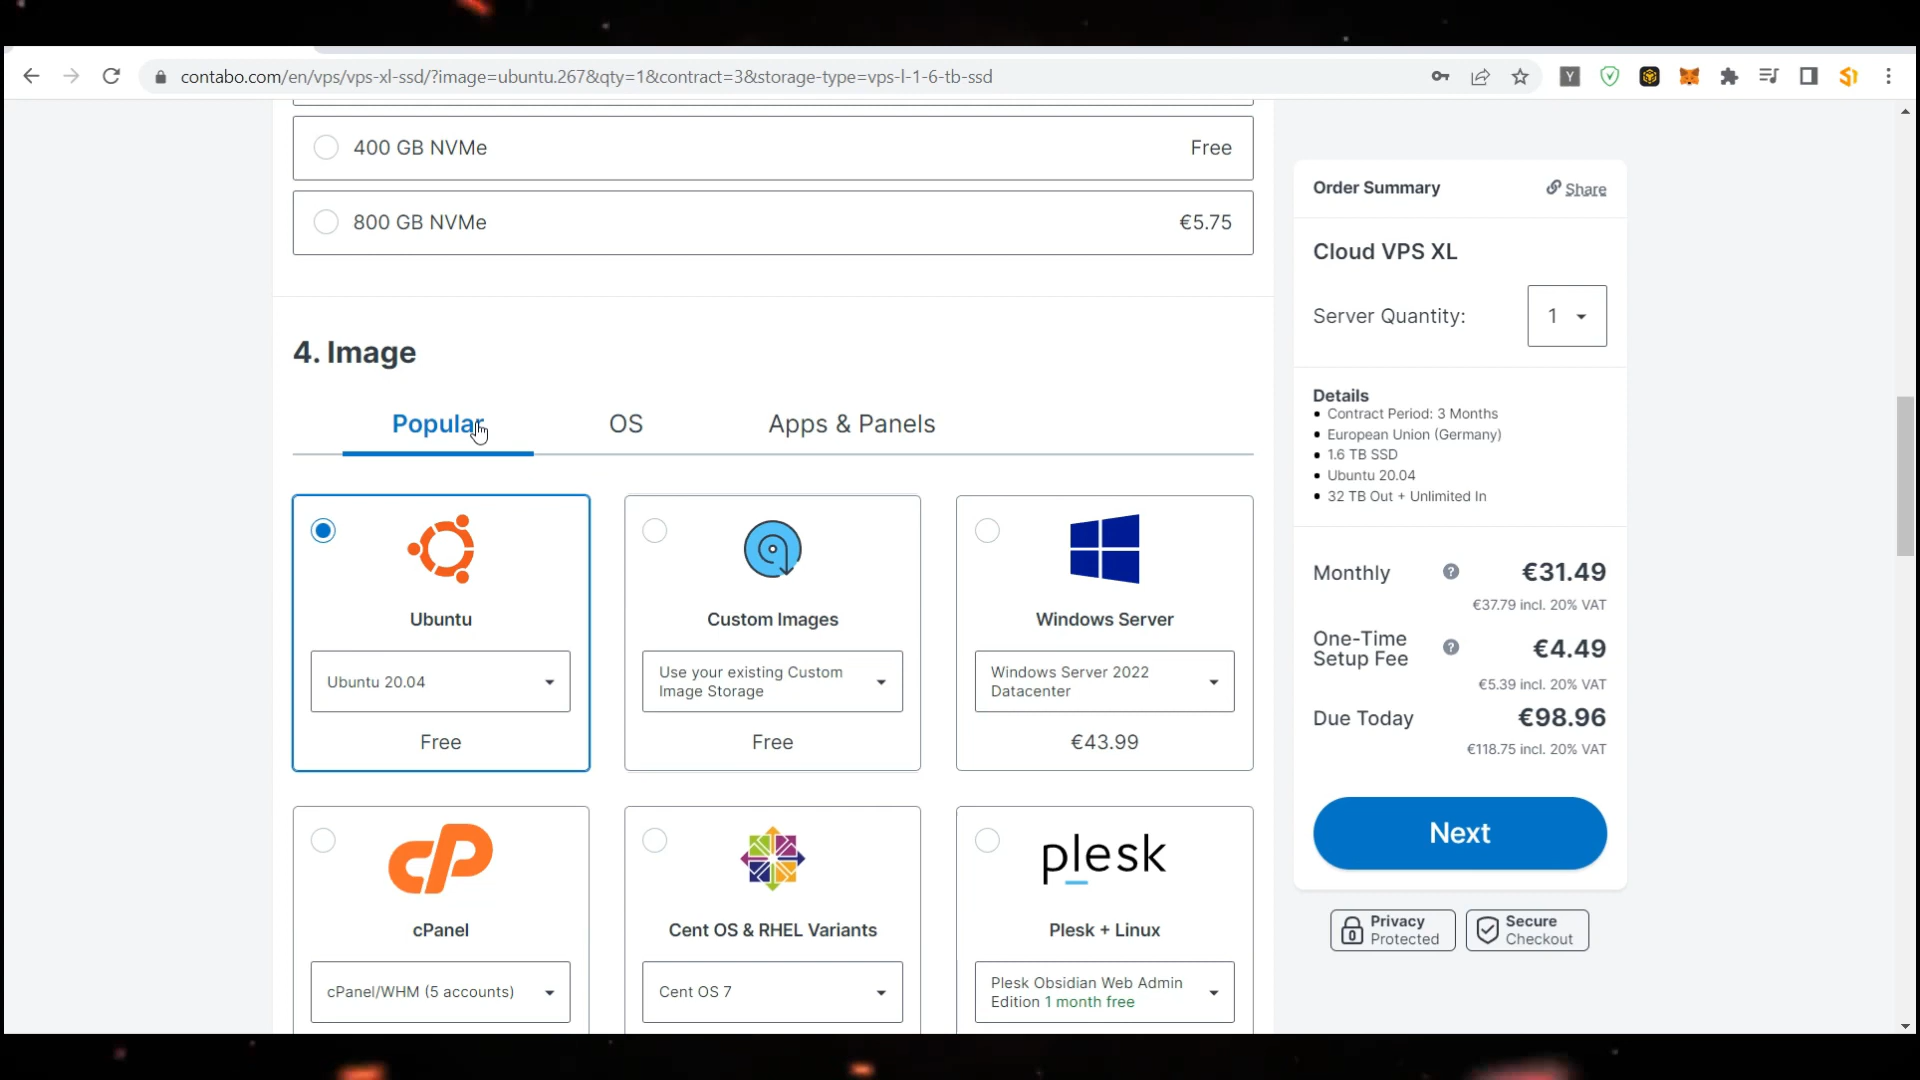 contabo.com/en/vps/vps-xl-ssd/?image=ubuntu.267&qty=1&contract=3&storage-type=vps-l-1-6-tb-ssd
400 GB NVMe Free
800 GB NVMe €5.75
4. Image
Popular OS Apps & Panels
Ubuntu
Ubuntu 20.04
Free
Custom Images
Use your existing Custom
Image Storage
Free
Windows Server
Windows Server 2022
Datacenter
€43.99
cPanel
cPanel/WHM (5 accounts)
Cent OS & RHEL Variants
Cent OS 7
plesk
Plesk + Linux
Plesk Obsidian Web Admin
Edition 1 month free
Order Summary Share
Cloud VPS XL
Server Quantity: 1
Details
Contract Period: 3 Months
European Union (Germany)
1.6 TB SSD
Ubuntu 20.04
32 TB Out + Unlimited In
Monthly ? €31.49
€37.79 incl. 20% VAT
One-Time
Setup Fee ? €4.49
€5.39 incl. 20% VAT
Due Today €98.96
€118.75 incl. 20% VAT
Next
Privacy
Protected
Secure
Checkout